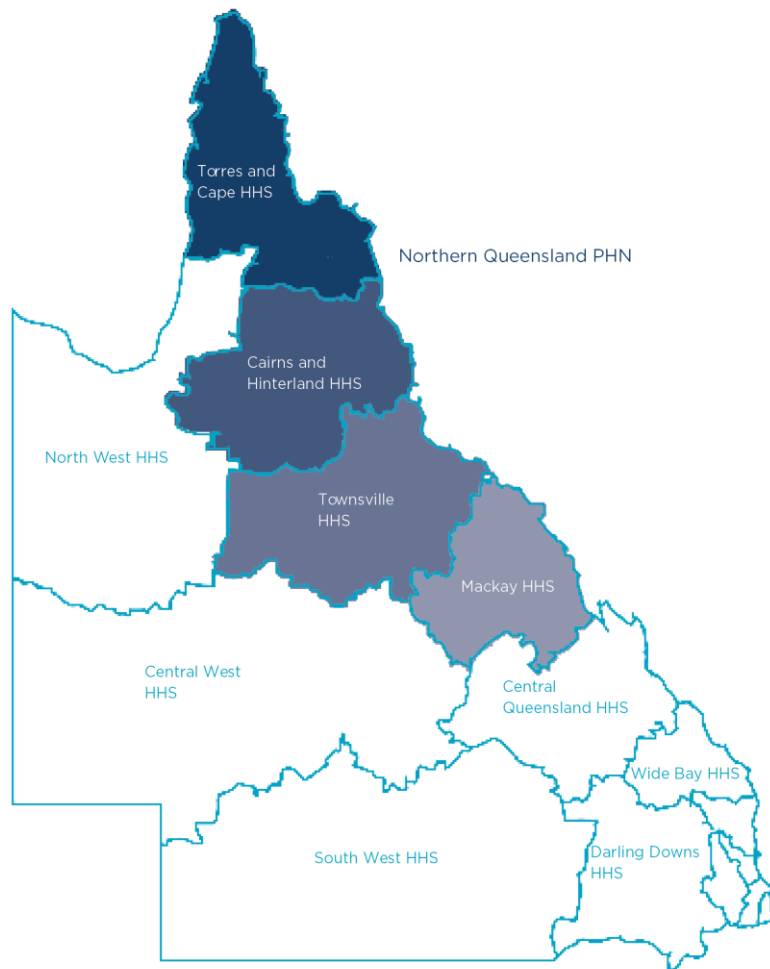 Torres and
Cape HHS
Northern Queensland PHN
Cairns and
Hinterland HHS
North West HHS
Townsville
HHS
Mackay HHS
Central West
HHS
Central
Queensland HHS
Wide Bay HHS
South West HHS
Darling Downs
HHS